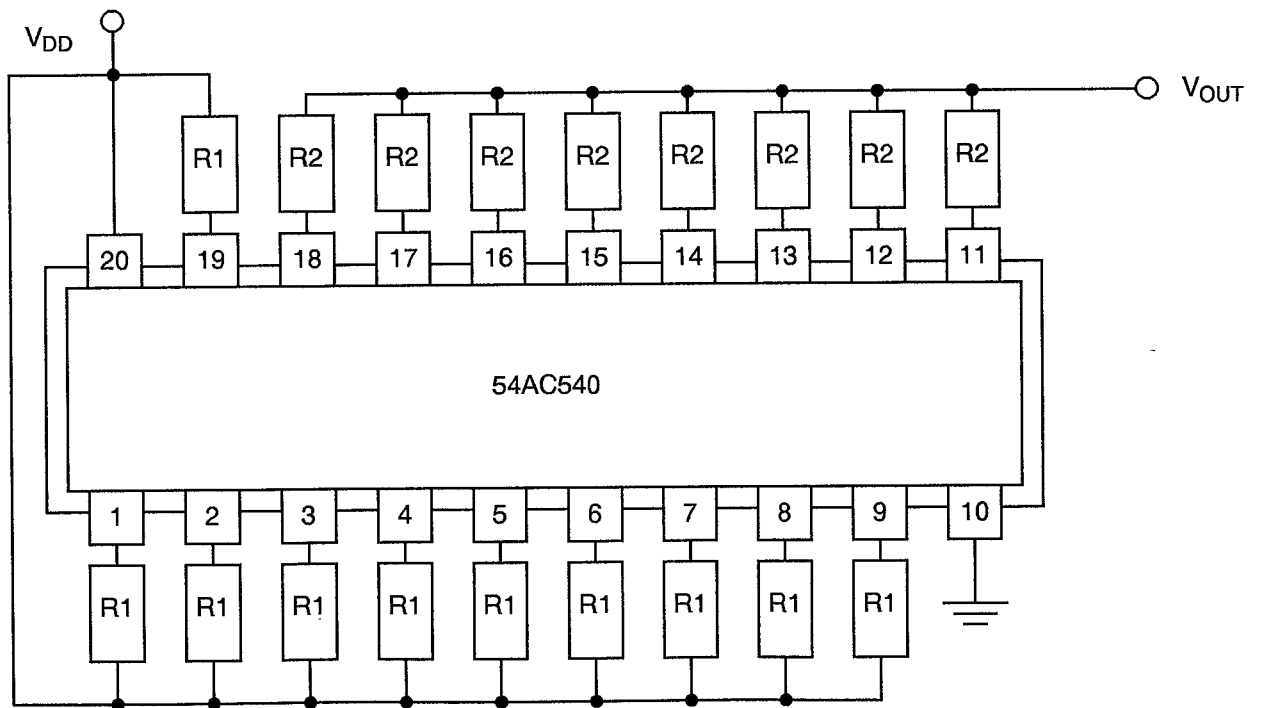 V_DD
V_OUT
R1 R2 R2 R2 R2 R2 R2 R2 R2
20 19 18 17 16 15 14 13 12 11
54AC540
1 2 3 4 5 6 7 8 9 10
R1 R1 R1 R1 R1 R1 R1 R1 R1